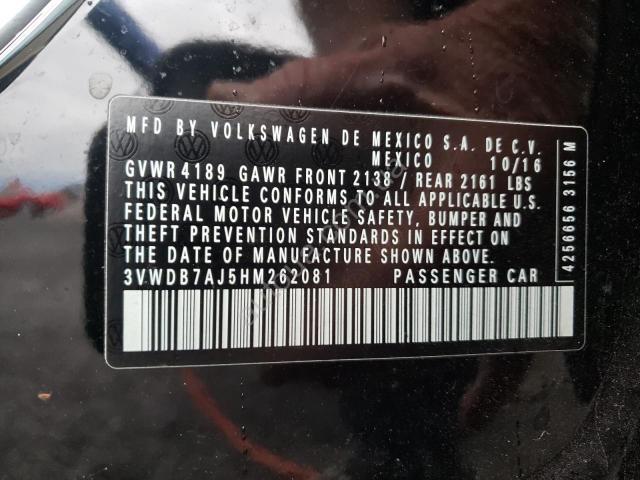 MFD BY VOLKSWAGEN DE MEXICO S.A. DE C.V.
MEXICO 10/16
GVWR 4189 GAWR FRONT 2138 / REAR 2161 LBS
THIS VEHICLE CONFORMS TO ALL APPLICABLE U.S.
FEDERAL MOTOR VEHICLE SAFETY, BUMPER AND
THEFT PREVENTION STANDARDS IN EFFECT ON
THE DATE OF MANUFACTURE SHOWN ABOVE.
3VWDB7AJ5HM262081 PASSENGER CAR
4256656 3156 M